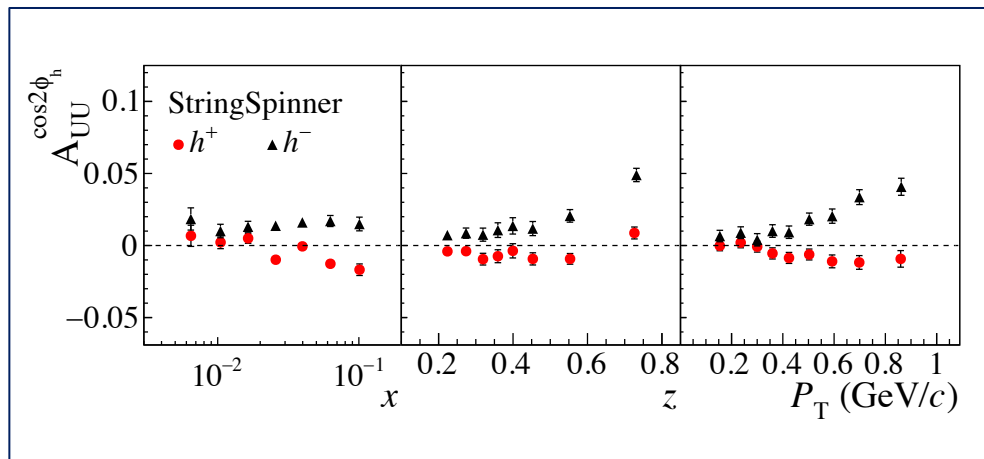 A_UU^cos2ϕ_h
0.1
0.05
0
−0.05
StringSpinner
h⁺ h⁻
10⁻² 10⁻¹
x
0.2 0.4 0.6 0.8
z
0.2 0.4 0.6 0.8 1
P_T (GeV/c)